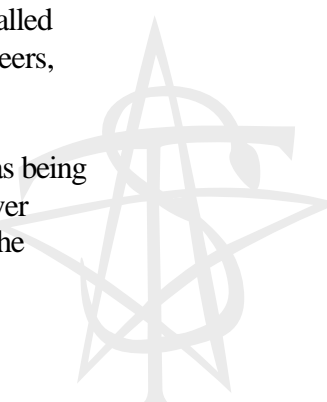 alled
eers,
as being
ver
he